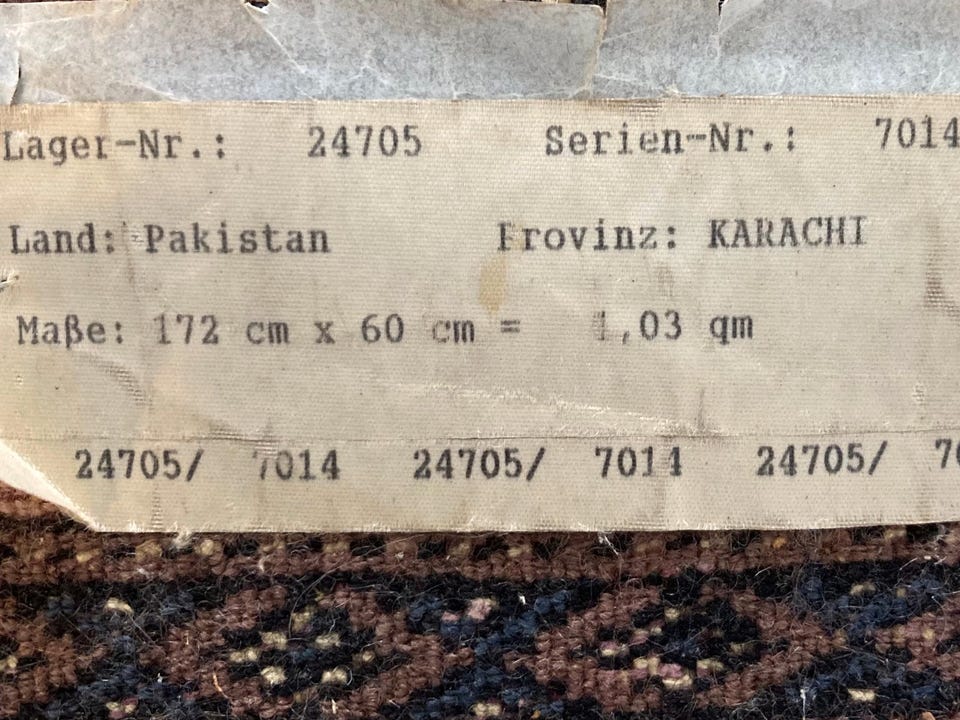 Lager-Nr.: 24705 Serien-Nr.: 7014
Land: Pakistan Provinz: KARACHI
Maße: 172 cm x 60 cm = 1,03 qm
24705/ 7014 24705/ 7014 24705/